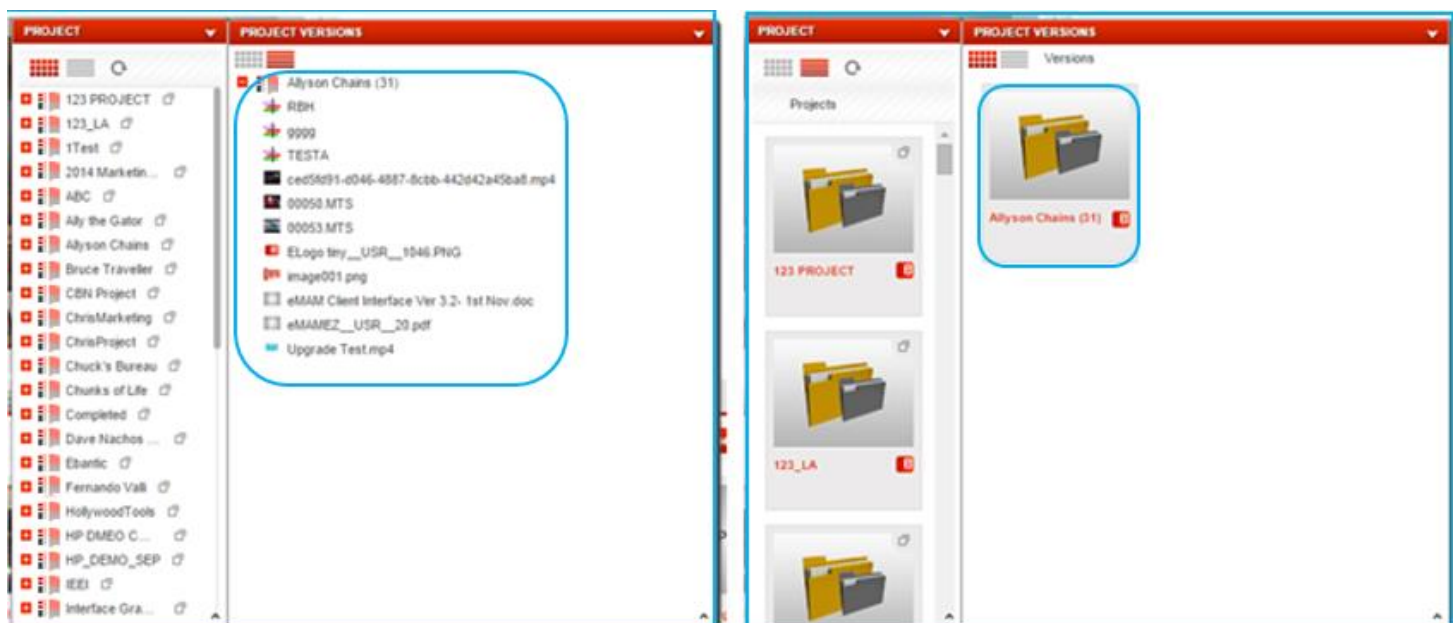 PROJECT
123 PROJECT
123_LA
1Test
2014 Marketin...
ABC
Ally the Gator
Allyson Chains
Bruce Traveller
CBN Project
ChrisMarketing
ChrisProject
Chuck's Bureau
Chunks of Life
Completed
Dave Nachos ...
Ebantic
Fernando Valli
HollywoodTools
HP DMEO C...
HP_DEMO_SEP
IEEI
Interface Gra...
PROJECT VERSIONS
Allyson Chains (31)
RBH
gggg
TESTA
ced5fd91-d046-4887-8cbb-442d42a45ba8.mp4
00050.MTS
00053.MTS
ELogo tiny__USR__1046.PNG
image001.png
eMAM Client Interface Ver 3.2- 1st Nov.doc
eMAMEZ__USR__20.pdf
Upgrade Test.mp4
PROJECT
Projects
123 PROJECT
123_LA
PROJECT VERSIONS
Versions
Allyson Chains (31)